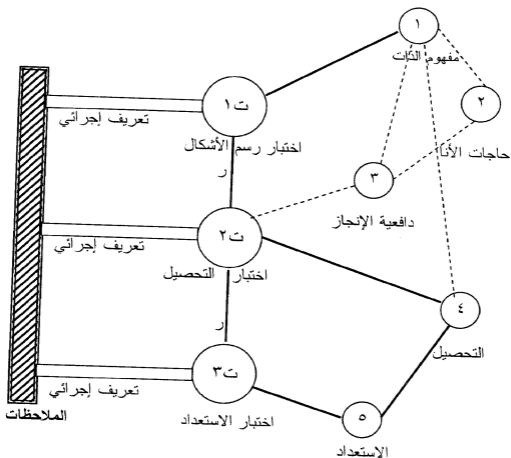 ١
مفهوم الذات
٢
حاجات الأنا
ت١
تعريف إجرائي
اختبار رسم الأشكال
ر
٣
دافعية الإنجاز
ت٢
تعريف إجرائي
اختبار التحصيل
ر
٤
التحصيل
ت٣
تعريف إجرائي
اختبار الاستعداد
الملاحظات
٥
الاستعداد